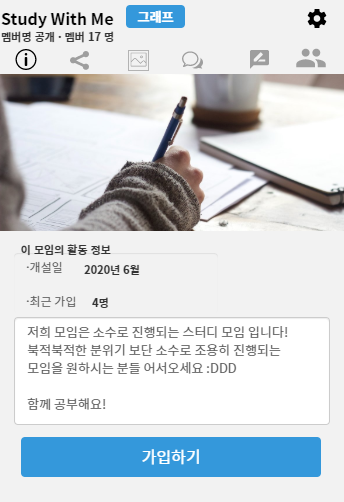 Study With Me
그래프
멤버명 공개 · 멤버 17 명
이 모임의 활동 정보
·개설일 2020년 6월
·최근 가입 4명
저희 모임은 소수로 진행되는 스터디 모임 입니다!
북적북적한 분위기 보단 소수로 조용히 진행되는
모임을 원하시는 분들 어서오세요 :DDD
함께 공부해요!
가입하기